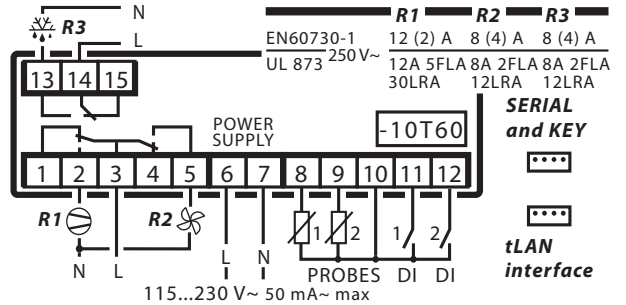 N
R3
L
13 14 15
R1 R2 R3
EN60730-1 250 V~ 12 (2) A 8 (4) A 8 (4) A
UL 873 12A 5FLA 8A 2FLA 8A 2FLA
30LRA 12LRA 12LRA
SERIAL
and KEY
POWER
SUPPLY
-10T60
1 2 3 4 5 6 7 8 9 10 11 12
R1 R2
1 2 1 2
N L L N
PROBES DI DI
115...230 V~ 50 mA~ max
tLAN
interface